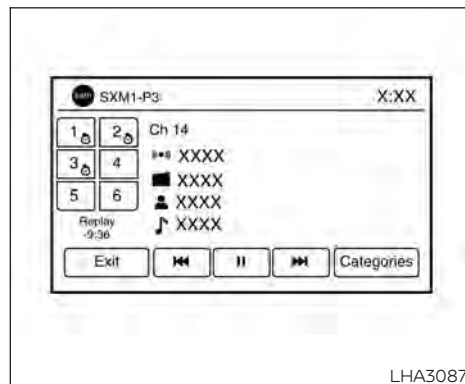 SXM1-P3 X:XX
1 2 Ch 14
XXXX
3 4
XXXX
5 6 XXXX
Replay XXXX
-9:36
Exit Categories
LHA3087